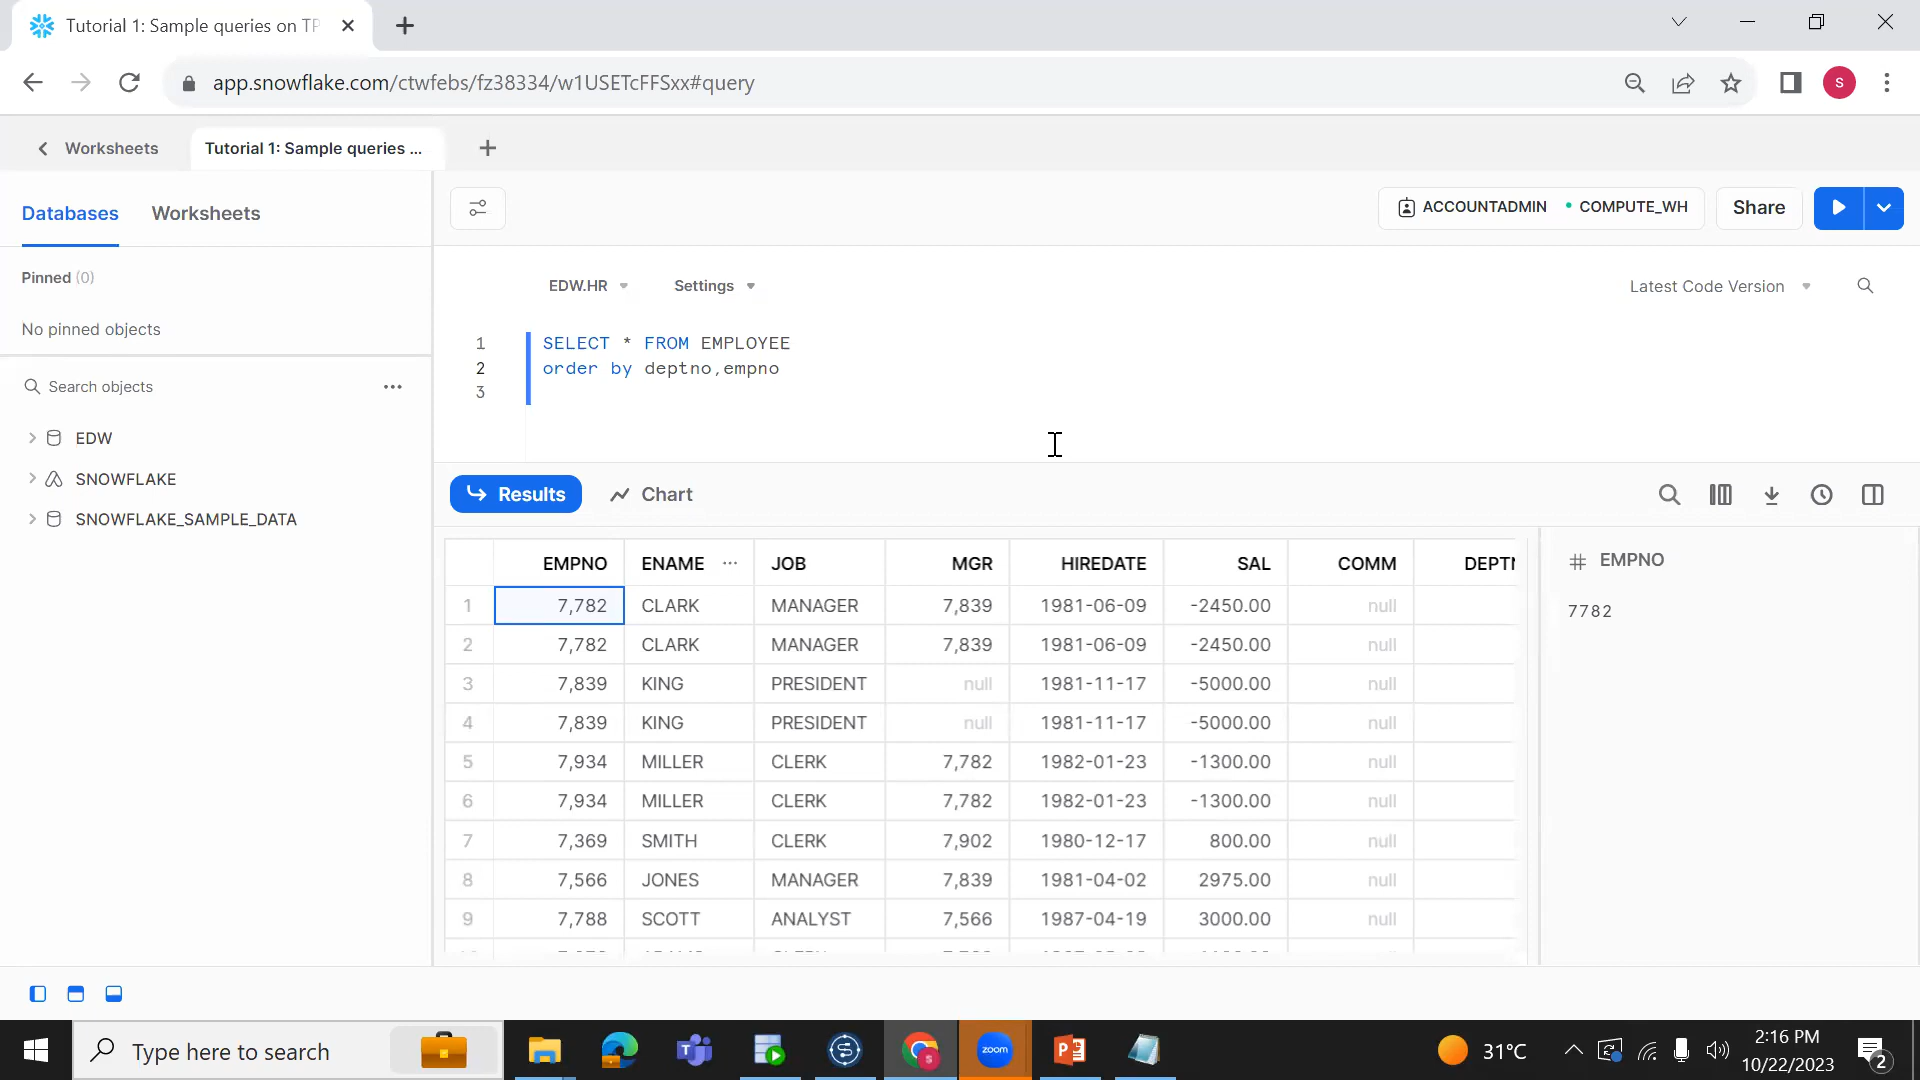 Tutorial 1: Sample queries on TP
app.snowflake.com/ctwfebs/fz38334/w1USETcFFSxx#query
S
Worksheets
Tutorial 1: Sample queries ...
Databases
Worksheets
ACCOUNTADMIN
COMPUTE_WH
Share
Pinned (0)
No pinned objects
EDW.HR
Settings
Latest Code Version
1 SELECT * FROM EMPLOYEE
2 order by deptno,empno
3
Search objects
EDW
SNOWFLAKE
SNOWFLAKE_SAMPLE_DATA
Results
Chart
EMPNO ENAME ... JOB MGR HIREDATE SAL COMM DEPTN
1 7,782 CLARK MANAGER 7,839 1981-06-09 -2450.00 null
2 7,782 CLARK MANAGER 7,839 1981-06-09 -2450.00 null
3 7,839 KING PRESIDENT null 1981-11-17 -5000.00 null
4 7,839 KING PRESIDENT null 1981-11-17 -5000.00 null
5 7,934 MILLER CLERK 7,782 1982-01-23 -1300.00 null
6 7,934 MILLER CLERK 7,782 1982-01-23 -1300.00 null
7 7,369 SMITH CLERK 7,902 1980-12-17 800.00 null
8 7,566 JONES MANAGER 7,839 1981-04-02 2975.00 null
9 7,788 SCOTT ANALYST 7,566 1987-04-19 3000.00 null
# EMPNO
7782
Type here to search
zoom
31°C
2:16 PM
10/22/2023
2